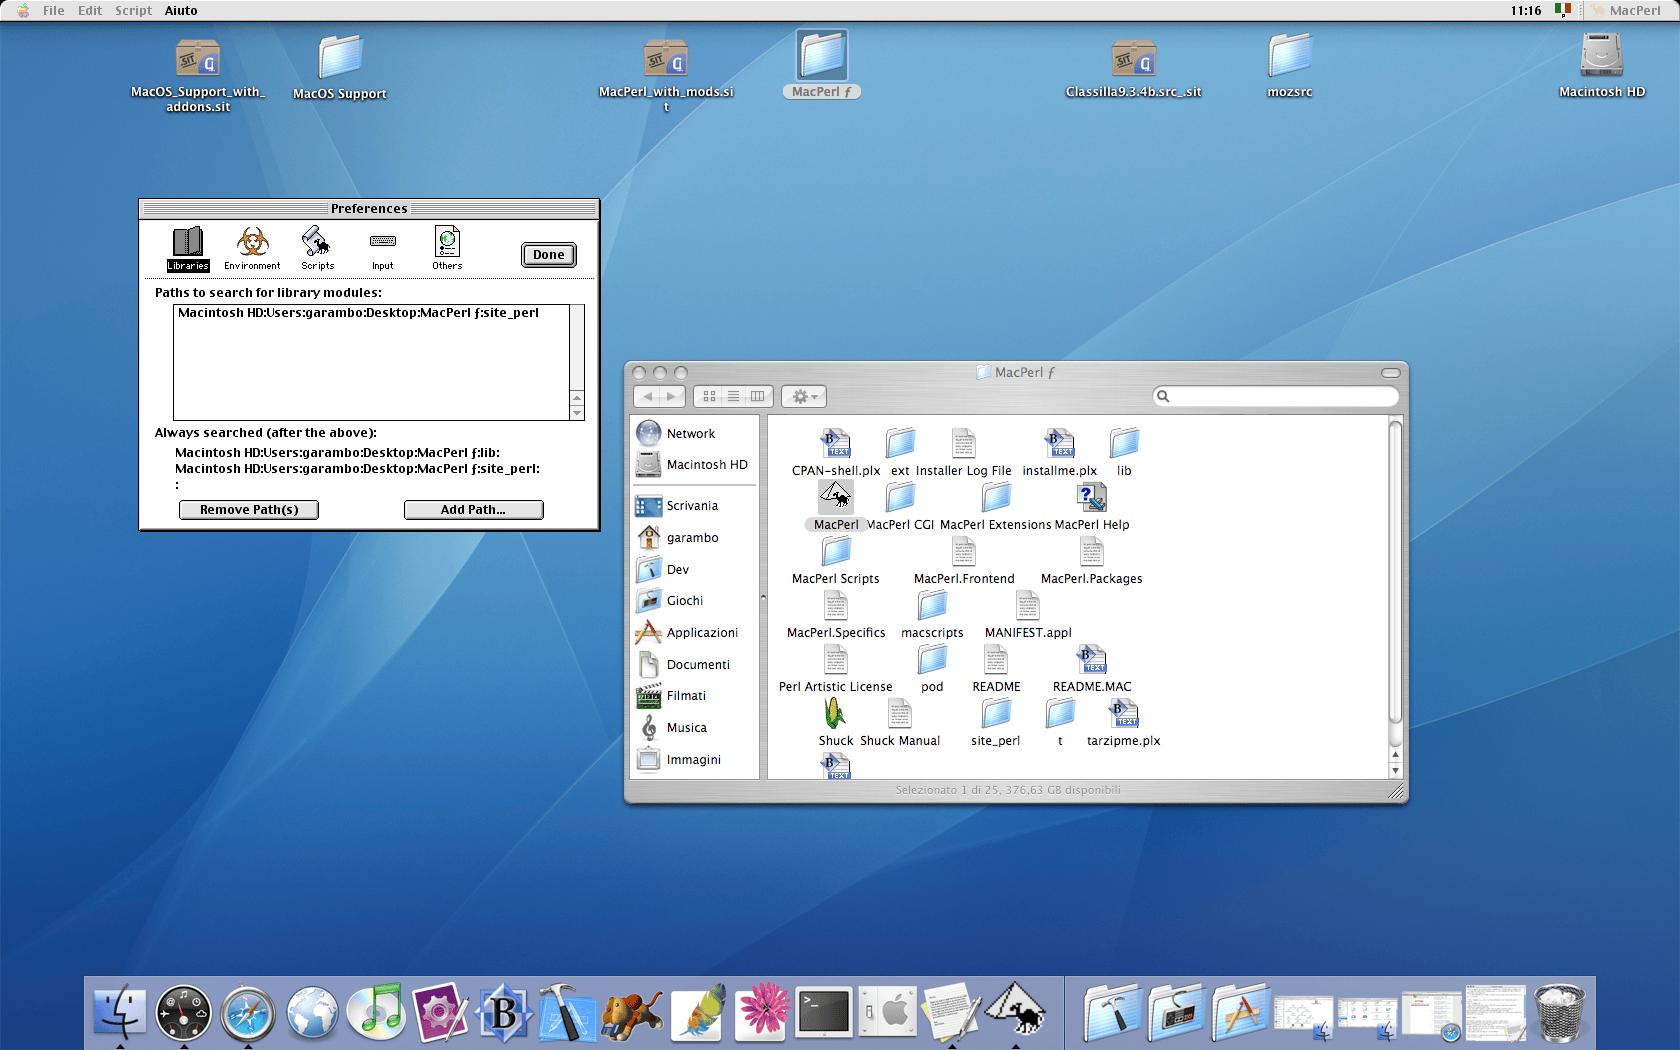 File Edit Script Aiuto
11:16 MacPerl
MacOS_Support_with_
addons.sit
MacOS Support
MacPerl_with_mods.si
t
MacPerl ƒ
Classilla9.3.4b.src_.sit
mozsrc
Macintosh HD
Preferences
Libraries Environment Scripts Input Others
Done
Paths to search for library modules:
Macintosh HD:Users:garambo:Desktop:MacPerl ƒ:site_perl
Always searched (after the above):
Macintosh HD:Users:garambo:Desktop:MacPerl ƒ:lib:
Macintosh HD:Users:garambo:Desktop:MacPerl ƒ:site_perl:
:
Remove Path(s) Add Path...
MacPerl ƒ
Network
Macintosh HD
Scrivania
garambo
Dev
Giochi
Applicazioni
Documenti
Filmati
Musica
Immagini
CPAN-shell.plx ext Installer Log File installme.plx lib
MacPerl MacPerl CGI MacPerl Extensions MacPerl Help
MacPerl Scripts MacPerl.Frontend MacPerl.Packages
MacPerl.Specifics macscripts MANIFEST.appl
Perl Artistic License pod README README.MAC
Shuck Shuck Manual site_perl t tarzipme.plx
Selezionato 1 di 25, 376,63 GB disponibili